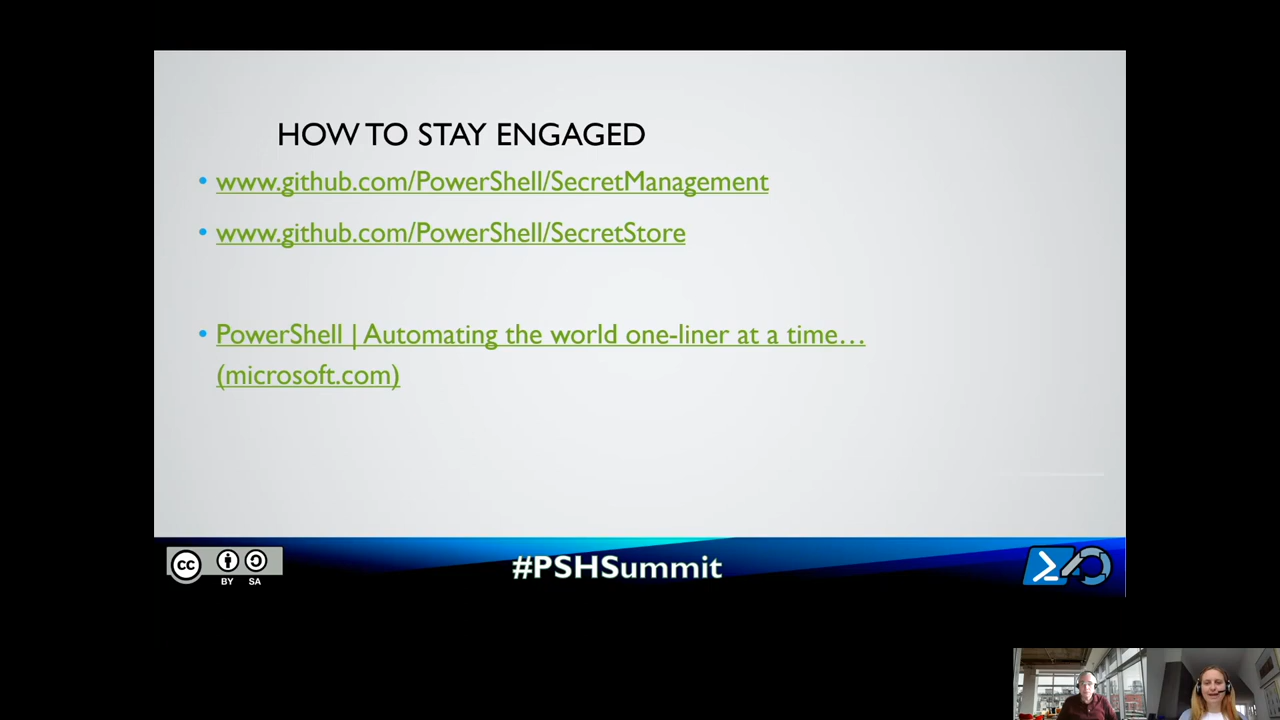 HOW TO STAY ENGAGED
• www.github.com/PowerShell/SecretManagement
• www.github.com/PowerShell/SecretStore
• PowerShell | Automating the world one-liner at a time…
(microsoft.com)
cc
BY SA
#PSHSummit